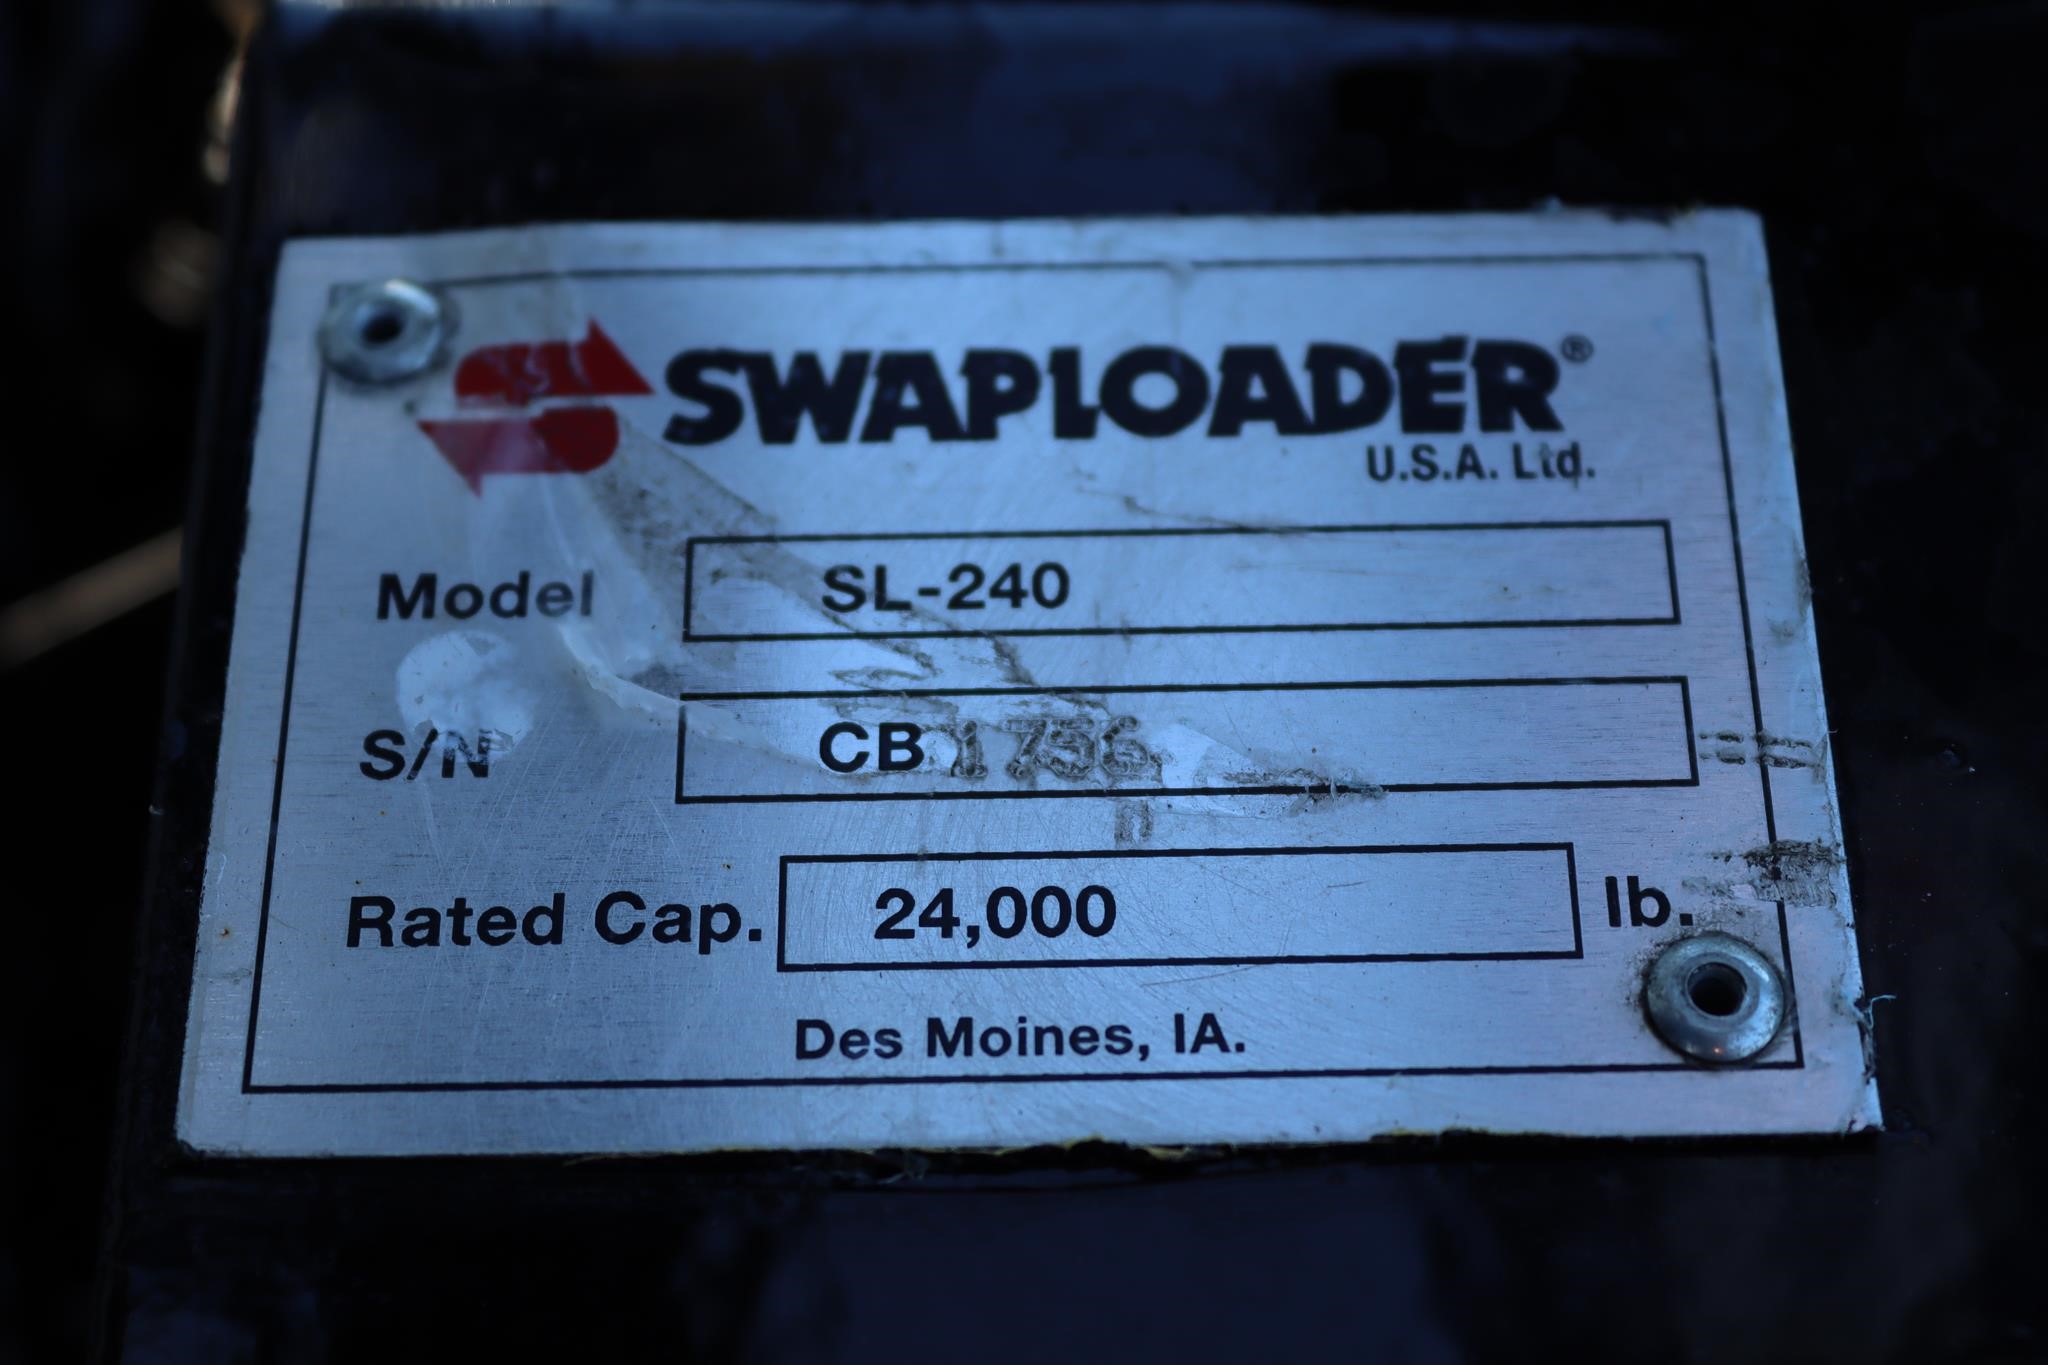 SWAPLOADER®
U.S.A. Ltd.
Model SL-240
S/N CB 1756
Rated Cap. 24,000 lb.
Des Moines, IA.